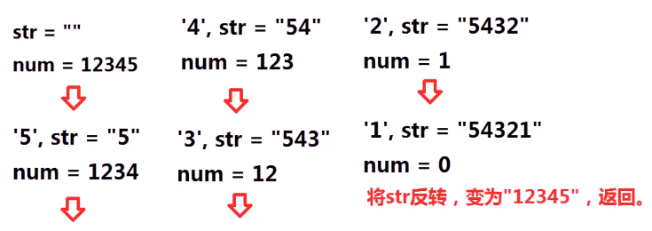 str = ""
num = 12345
'5', str = "5"
num = 1234
'4', str = "54"
num = 123
'3', str = "543"
num = 12
'2', str = "5432"
num = 1
'1', str = "54321"
num = 0
将str反转，变为"12345"，返回。